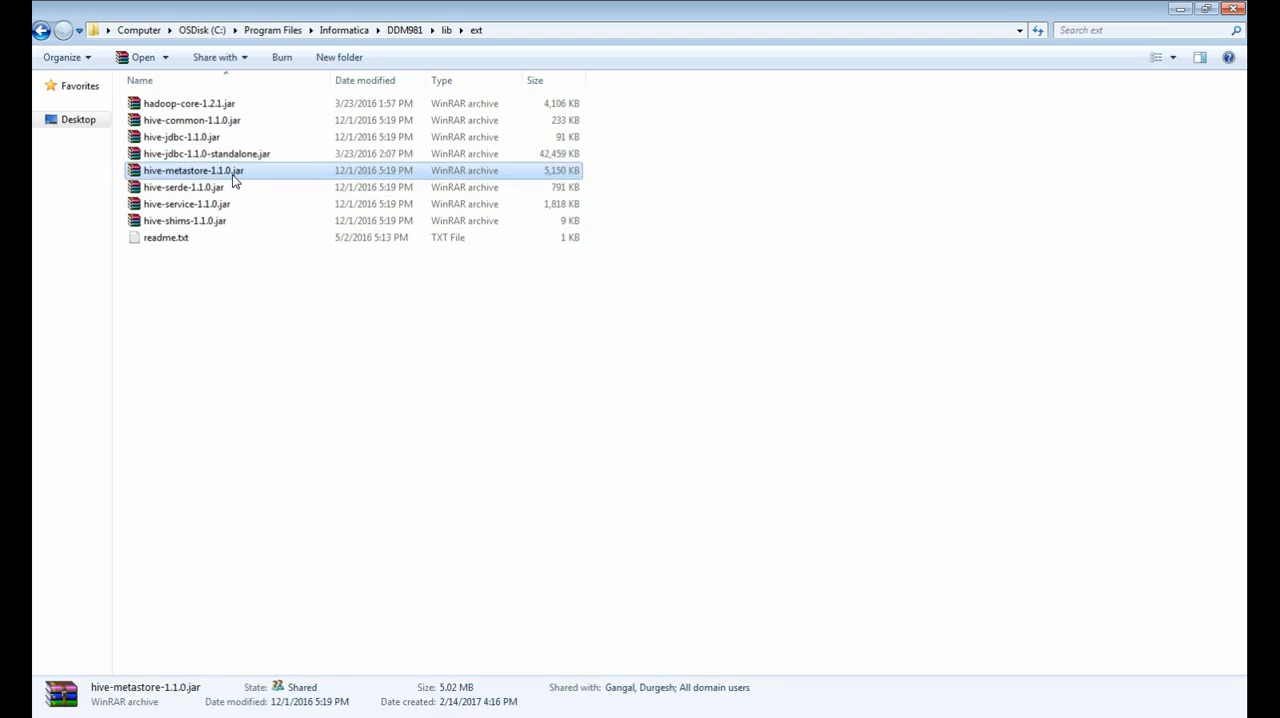 Computer OSDisk (C:) Program Files Informatica DDM981 lib ext Search ext
Organize Open Share with Burn New folder
Name Date modified Type Size
Favorites
Desktop
hadoop-core-1.2.1.jar 3/23/2016 1:57 PM WinRAR archive 4,106 KB
hive-common-1.1.0.jar 12/1/2016 5:19 PM WinRAR archive 233 KB
hive-jdbc-1.1.0.jar 12/1/2016 5:19 PM WinRAR archive 91 KB
hive-jdbc-1.1.0-standalone.jar 3/23/2016 2:07 PM WinRAR archive 42,459 KB
hive-metastore-1.1.0.jar 12/1/2016 5:19 PM WinRAR archive 5,150 KB
hive-serde-1.1.0.jar 12/1/2016 5:19 PM WinRAR archive 791 KB
hive-service-1.1.0.jar 12/1/2016 5:19 PM WinRAR archive 1,818 KB
hive-shims-1.1.0.jar 12/1/2016 5:19 PM WinRAR archive 9 KB
readme.txt 5/2/2016 5:13 PM TXT File 1 KB
hive-metastore-1.1.0.jar State: Shared Size: 5.02 MB Shared with: Gangal, Durgesh; All domain users
WinRAR archive Date modified: 12/1/2016 5:19 PM Date created: 2/14/2017 4:16 PM